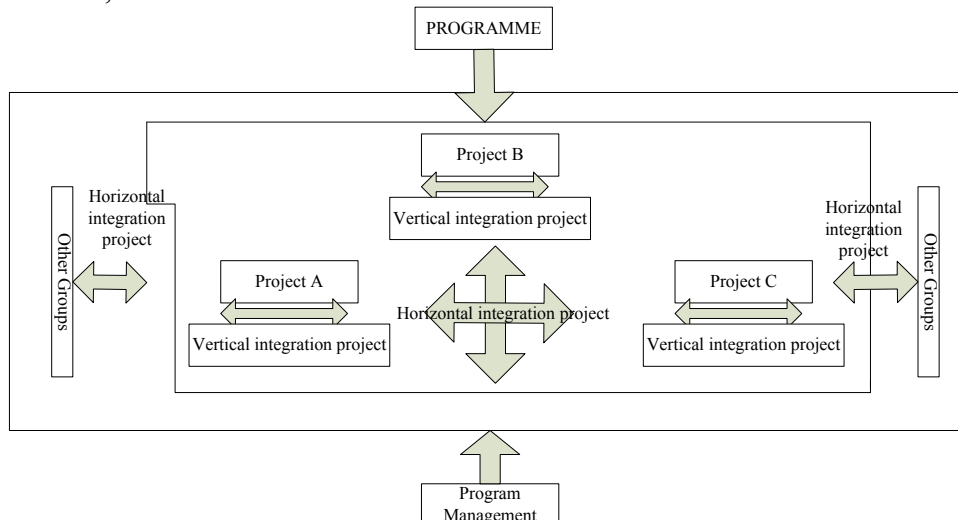 PROGRAMME
Project B
Vertical integration project
Horizontal
integration
project
Other Groups
Project A
Vertical integration project
Horizontal integration project
Project C
Vertical integration project
Horizontal
integration
project
Other Groups
Program
Management